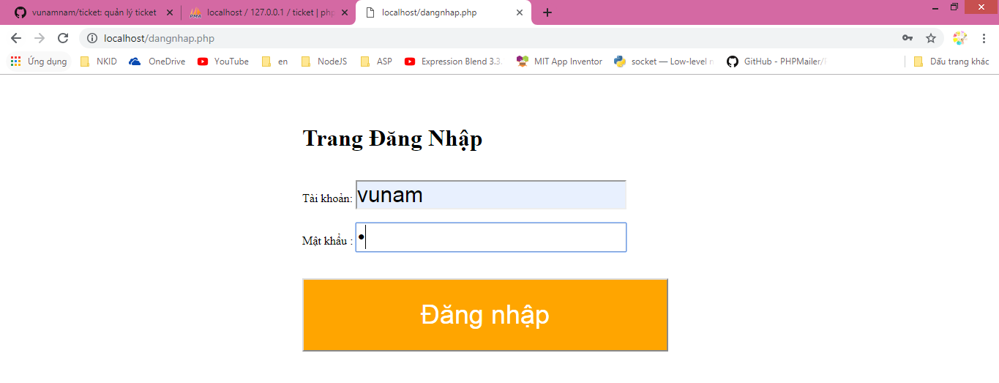 vunamnam/ticket: quản lý ticket
localhost / 127.0.0.1 / ticket | php
localhost/dangnhap.php
localhost/dangnhap.php
Ứng dụng NKID OneDrive YouTube en NodeJS ASP Expression Blend 3.3. MIT App Inventor socket — Low-level n GitHub - PHPMailer/P Dấu trang khác
Trang Đăng Nhập
Tài khoản: vunam
Mật khẩu : •
Đăng nhập